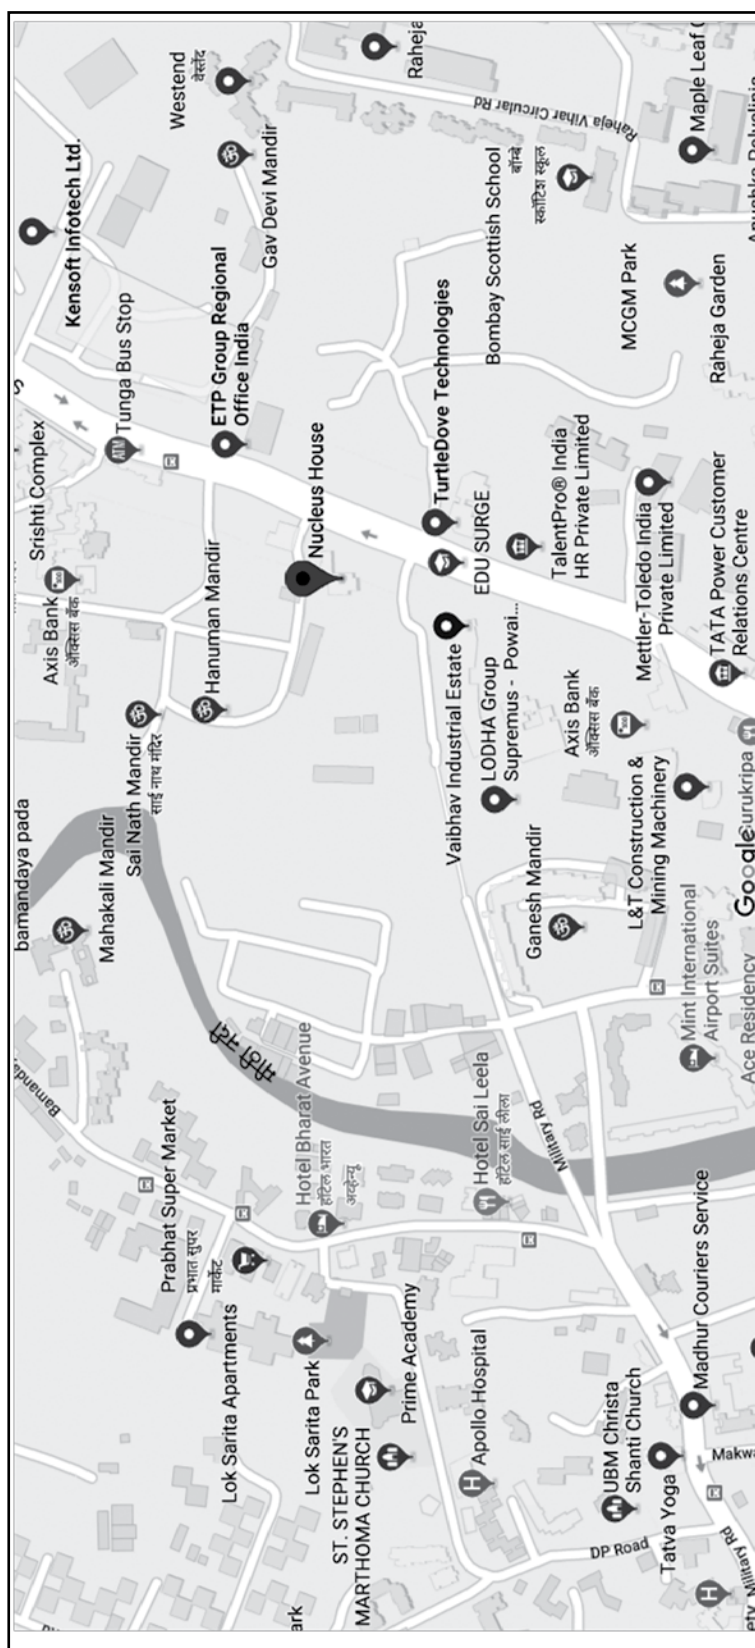 bamandaya pada
Mahakali Mandir
Axis Bank
ऑक्सिस बँक
Srishti Complex
Kensoft Infotech Ltd.
Tunga Bus Stop
ATM
Westend
वेस्टेंड
Sai Nath Mandir
साई नाथ मंदिर
Prabhat Super Market
प्रभात सुपर
मार्केट
Hanuman Mandir
ETP Group Regional
Office India
Gav Devi Mandir
मीठी नदी
Lok Sarita Apartments
Hotel Bharat Avenue
हॉटेल भारत
अव्हेन्यू
Nucleus House
Lok Sarita Park
ark
ST. STEPHEN'S
MARTHOMA CHURCH
Prime Academy
Raheja
TurtleDove Technologies
Vaibhav Industrial Estate
EDU SURGE
LODHA Group
Supremus - Powai...
Apollo Hospital
H
Hotel Sai Leela
हॉटेल साई लीला
Raheja Vihar Circular Rd
Bombay Scottish School
बॉम्बे
स्कॉटिश स्कूल
Military Rd
Ganesh Mandir
TalentPro® India
HR Private Limited
Axis Bank
ऑक्सिस बँक
UBM Christa
Shanti Church
DP Road
MCGM Park
L&T Construction &
Mining Machinery
Mettler-Toledo India
Private Limited
Tatva Yoga
Madhur Couriers Service
Mint International
Airport Suites
Maple Leaf
TATA Power Customer
Relations Centre
Raheja Garden
H
Military Rd
Makwa
Ace Residency
Google
urukripa